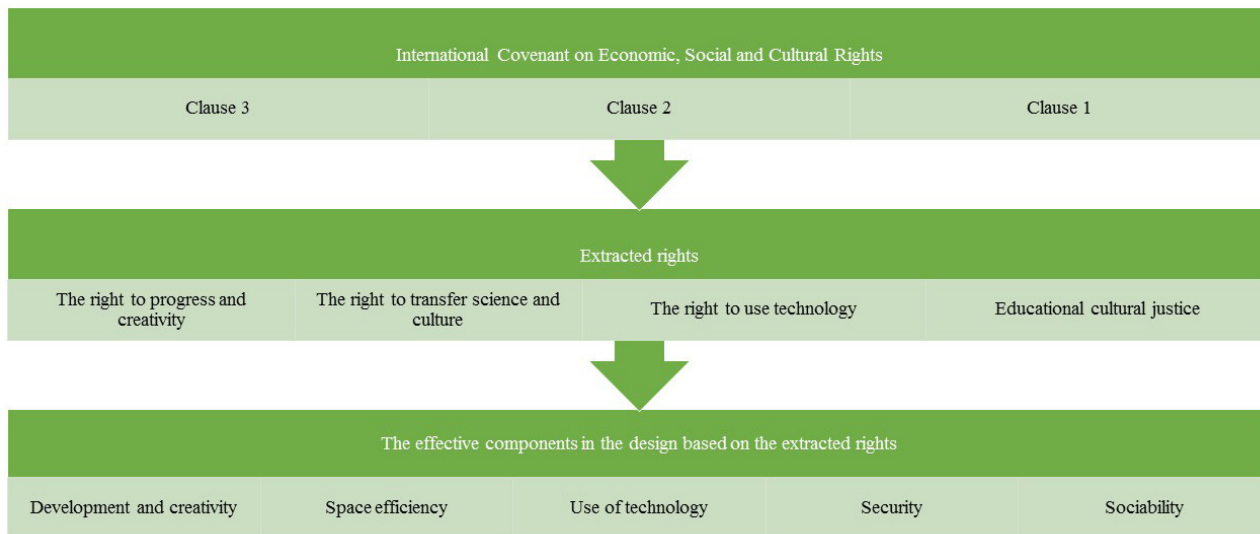 International Covenant on Economic, Social and Cultural Rights
Clause 3
Clause 2
Clause 1
Extracted rights
The right to progress and
creativity
The right to transfer science and
culture
The right to use technology
Educational cultural justice
The effective components in the design based on the extracted rights
Development and creativity
Space efficiency
Use of technology
Security
Sociability